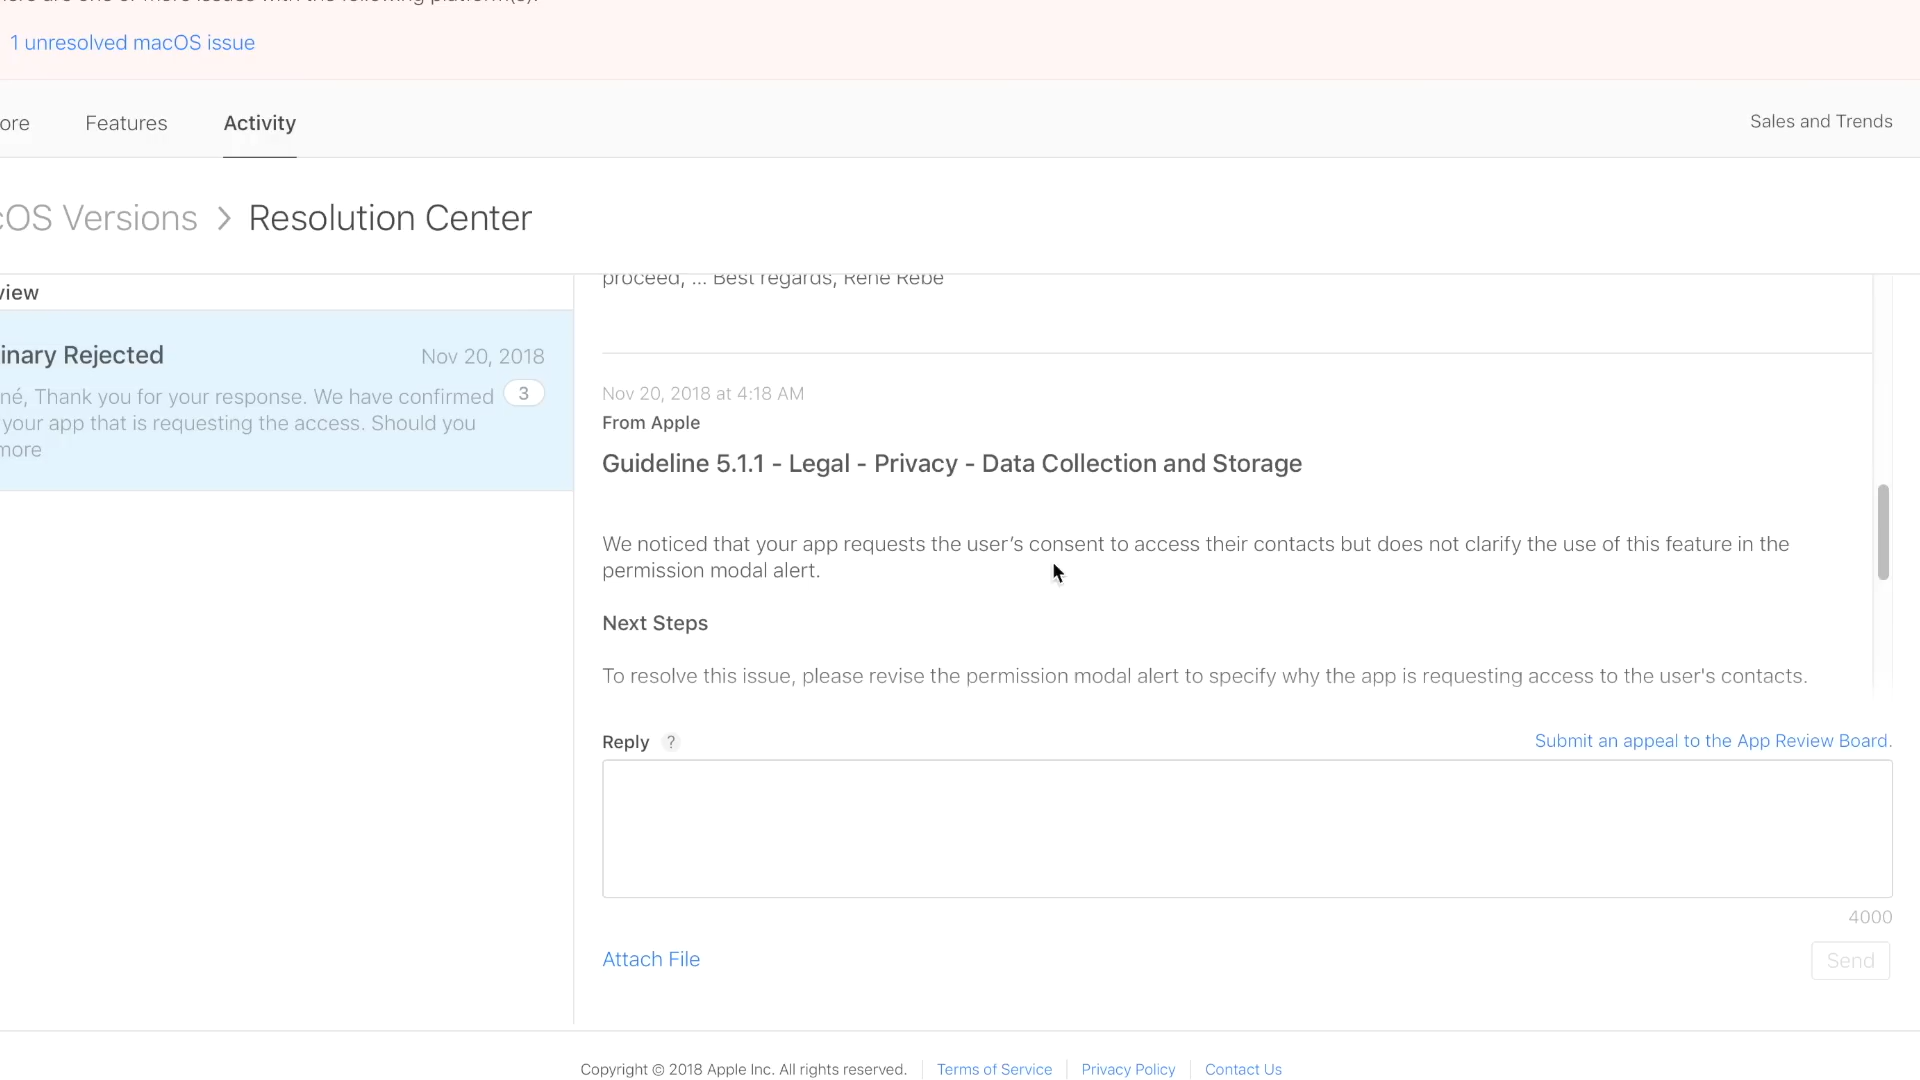 1 unresolved macOS issue
ore Features Activity Sales and Trends
cOS Versions > Resolution Center
view
proceed, ... Best regards, René Rebe
inary Rejected Nov 20, 2018
né, Thank you for your response. We have confirmed 3
your app that is requesting the access. Should you
more
Nov 20, 2018 at 4:18 AM
From Apple
Guideline 5.1.1 - Legal - Privacy - Data Collection and Storage
We noticed that your app requests the user’s consent to access their contacts but does not clarify the use of this feature in the
permission modal alert.
Next Steps
To resolve this issue, please revise the permission modal alert to specify why the app is requesting access to the user's contacts.
Reply ? Submit an appeal to the App Review Board.
4000
Attach File Send
Copyright © 2018 Apple Inc. All rights reserved. Terms of Service Privacy Policy Contact Us